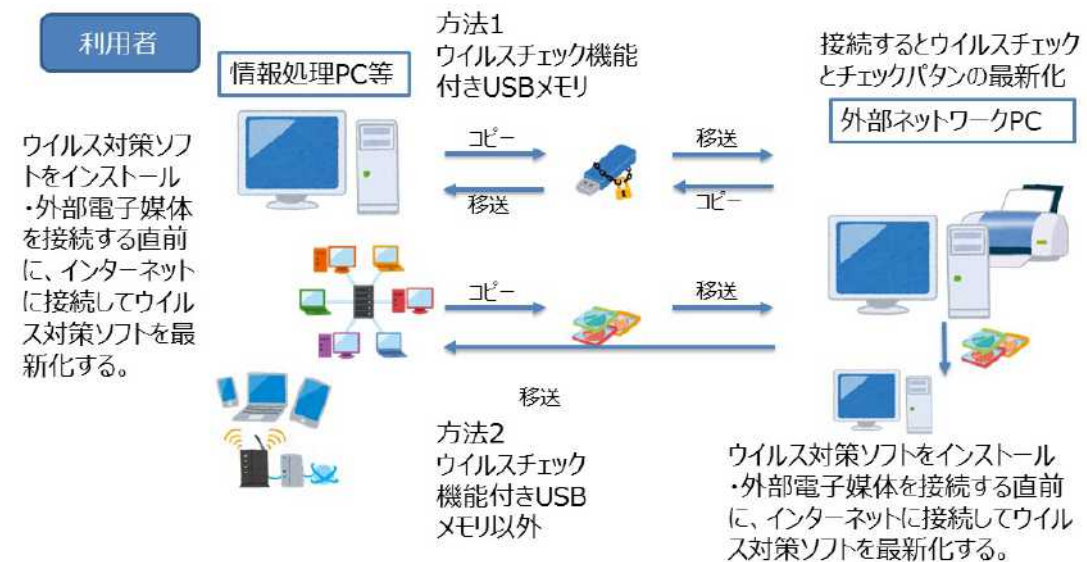 利用者
情報処理PC等
ウイルス対策ソフ
トをインストール
・外部電子媒体
を接続する直前
に、インターネット
に接続してウイル
ス対策ソフトを最
新化する。
方法1
ウイルスチェック機能
付きUSBメモリ
コピー
移送
移送
コピー
接続するとウイルスチェック
とチェックパタンの最新化
外部ネットワークPC
コピー
移送
移送
方法2
ウイルスチェック
機能付きUSB
メモリ以外
ウイルス対策ソフトをインストール
・外部電子媒体を接続する直前
に、インターネットに接続してウイル
ス対策ソフトを最新化する。